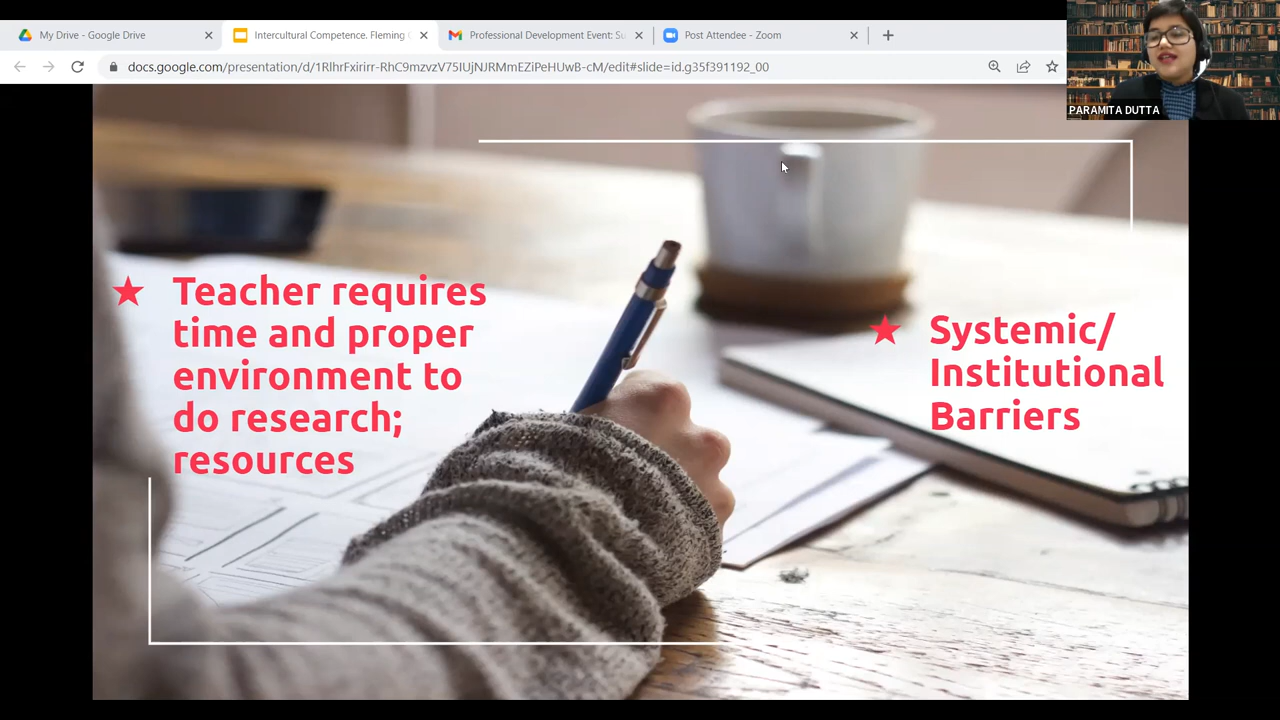 My Drive - Google Drive
Intercultural Competence. Fleming
Professional Development Event: Su
Post Attendee - Zoom
docs.google.com/presentation/d/1RlhrFxirirr-RhC9mzvzvVUOa9NJRMmEZiPeHUwB-cM/edit#slide=id.g35f391192_00
PARAMITA DUTTA
Teacher requires
time and proper
environment to
do research;
resources
Systemic/
Institutional
Barriers